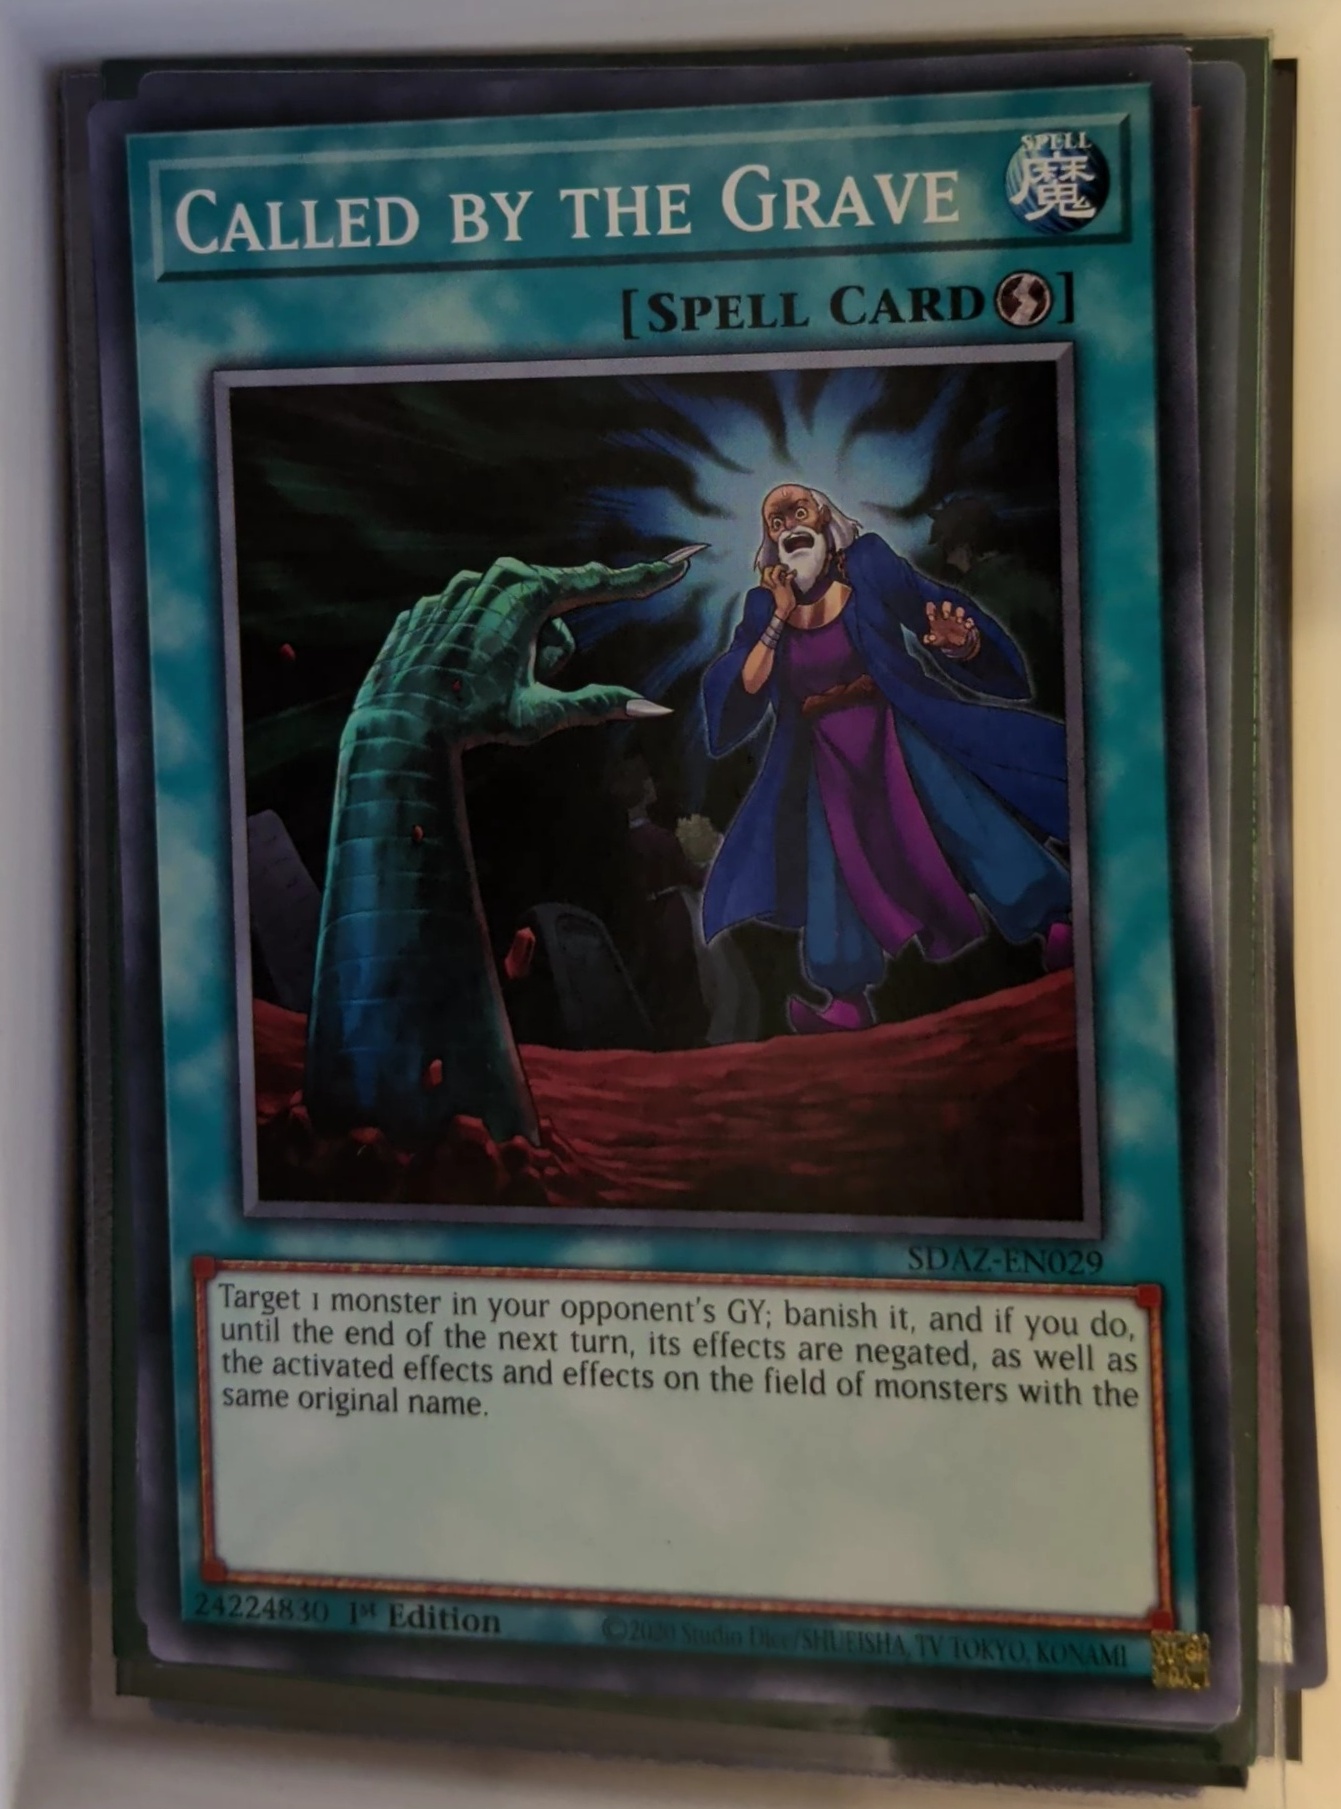 CALLED BY THE GRAVE
SPELL
魔
[SPELL CARD]
SDAZ-EN029
Target 1 monster in your opponent's GY; banish it, and if you do,
until the end of the next turn, its effects are negated, as well as
the activated effects and effects on the field of monsters with the
same original name.
24224830 1st Edition
©2020 Studio Dice/SHUEISHA, TV TOKYO, KONAMI